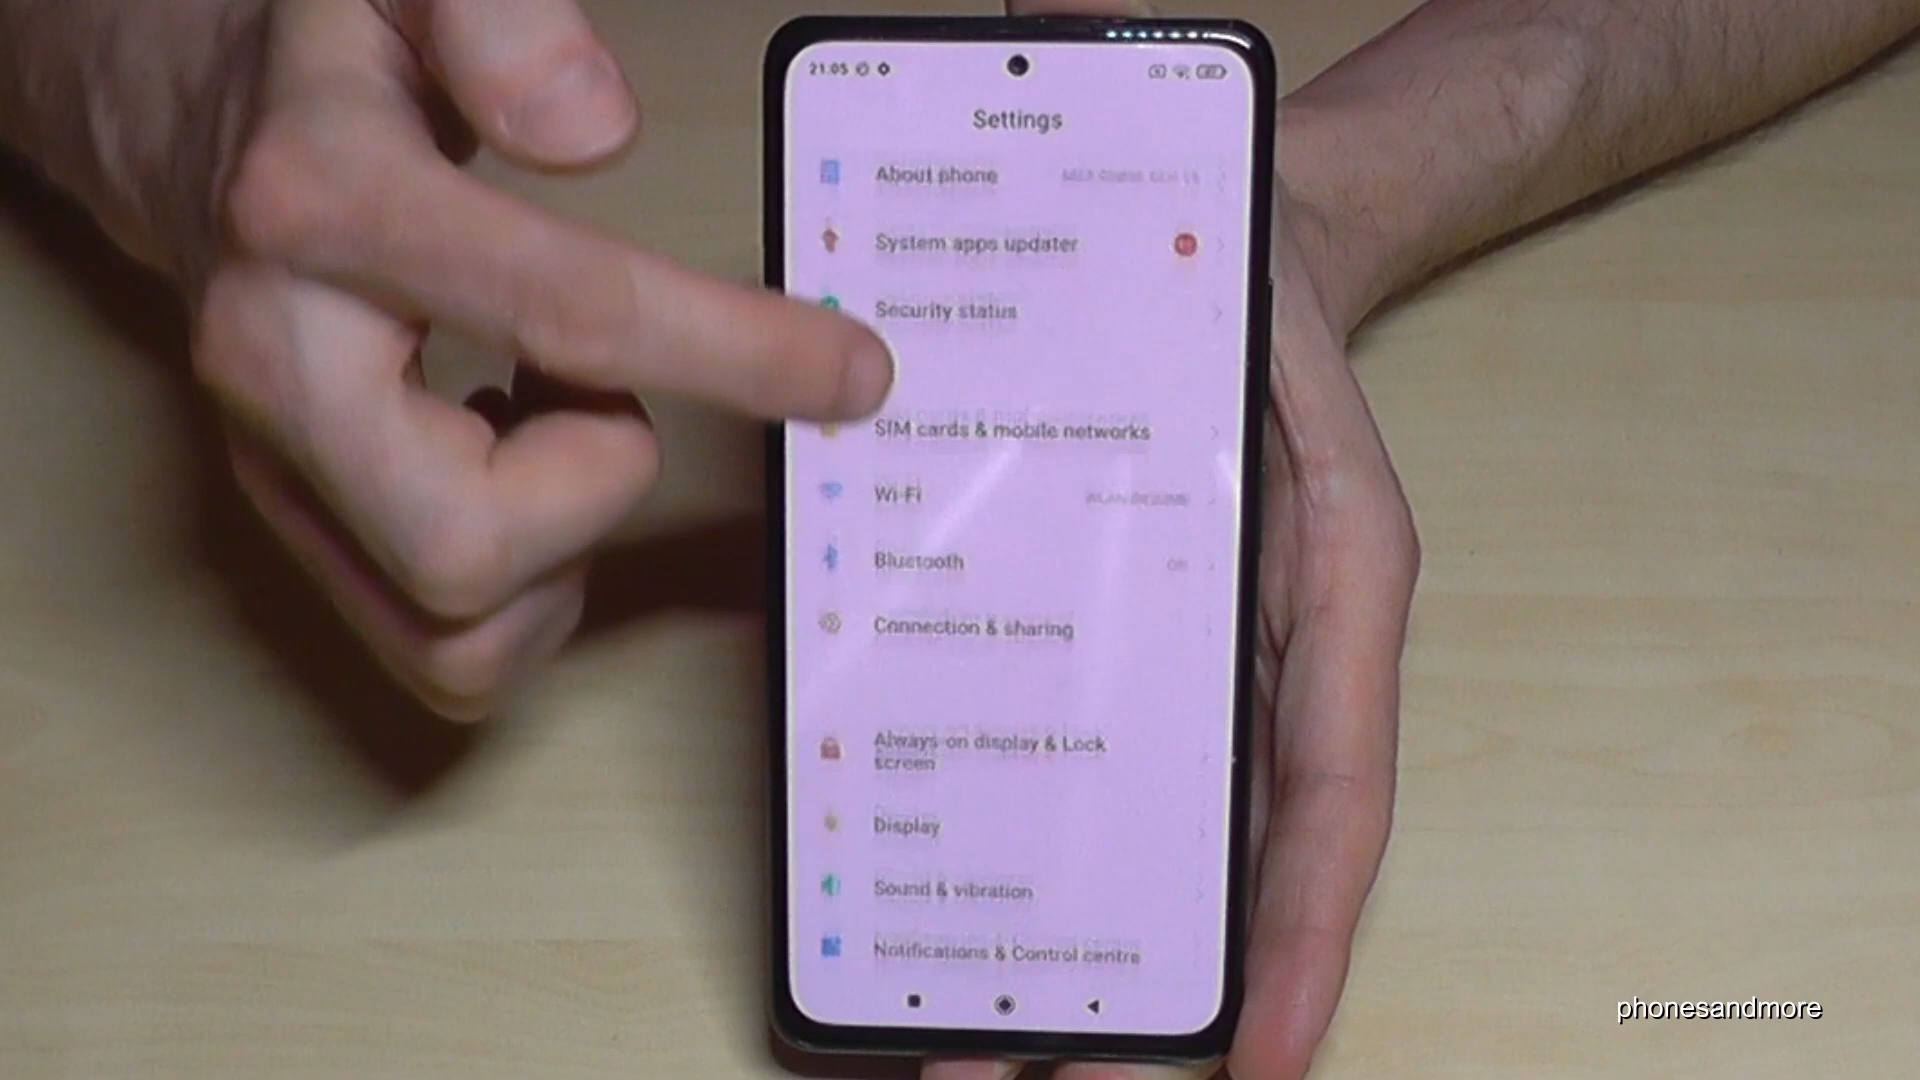 21:05
Settings
About phone
System apps updater
Security status
SIM cards & mobile networks
Wi-Fi
Bluetooth
Connection & sharing
Always-on display & Lock
screen
Display
Sound & vibration
Notifications & Control centre
phonesandmore